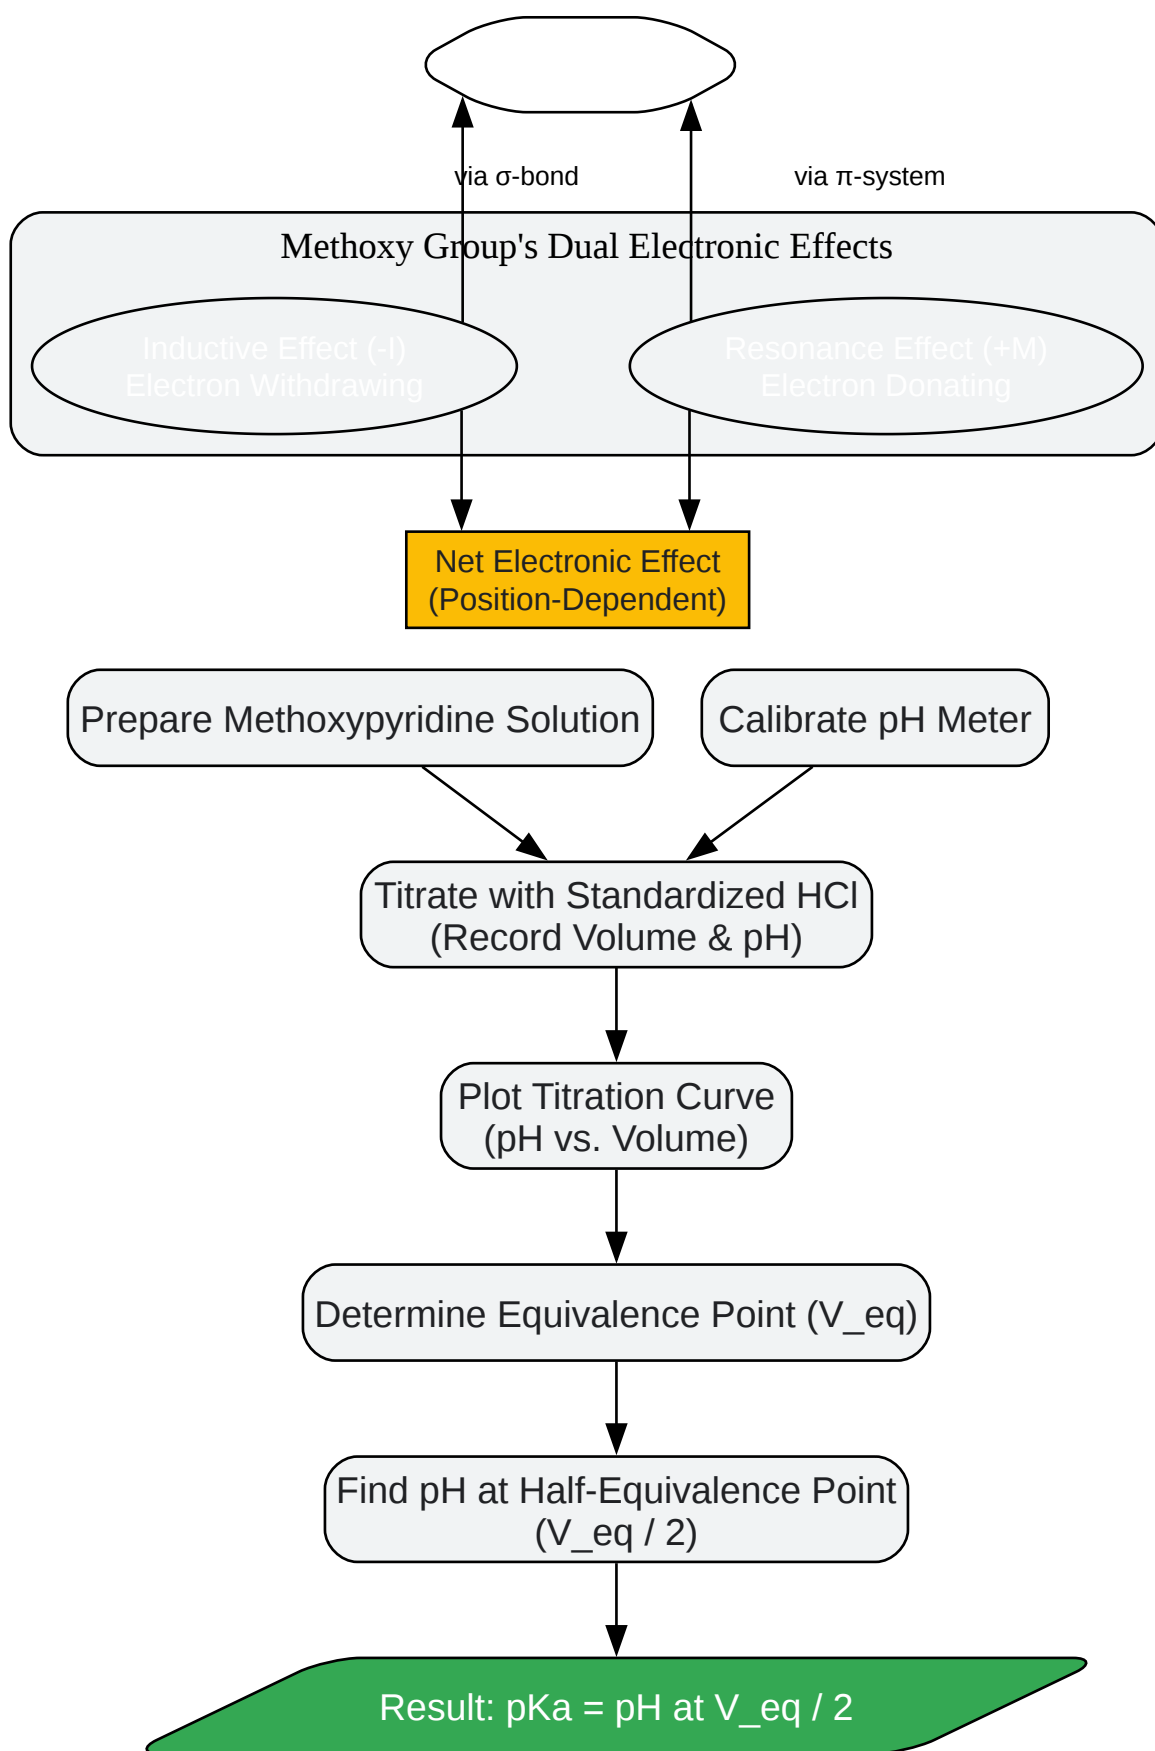 via σ-bond
via π-system
Methoxy Group's Dual Electronic Effects
Inductive Effect (-I)
Electron Withdrawing
Resonance Effect (+M)
Electron Donating
Net Electronic Effect
(Position-Dependent)
Prepare Methoxypyridine Solution
Calibrate pH Meter
Titrate with Standardized HCl
(Record Volume & pH)
Plot Titration Curve
(pH vs. Volume)
Determine Equivalence Point (V_eq)
Find pH at Half-Equivalence Point
(V_eq / 2)
Result: pKa = pH at V_eq / 2